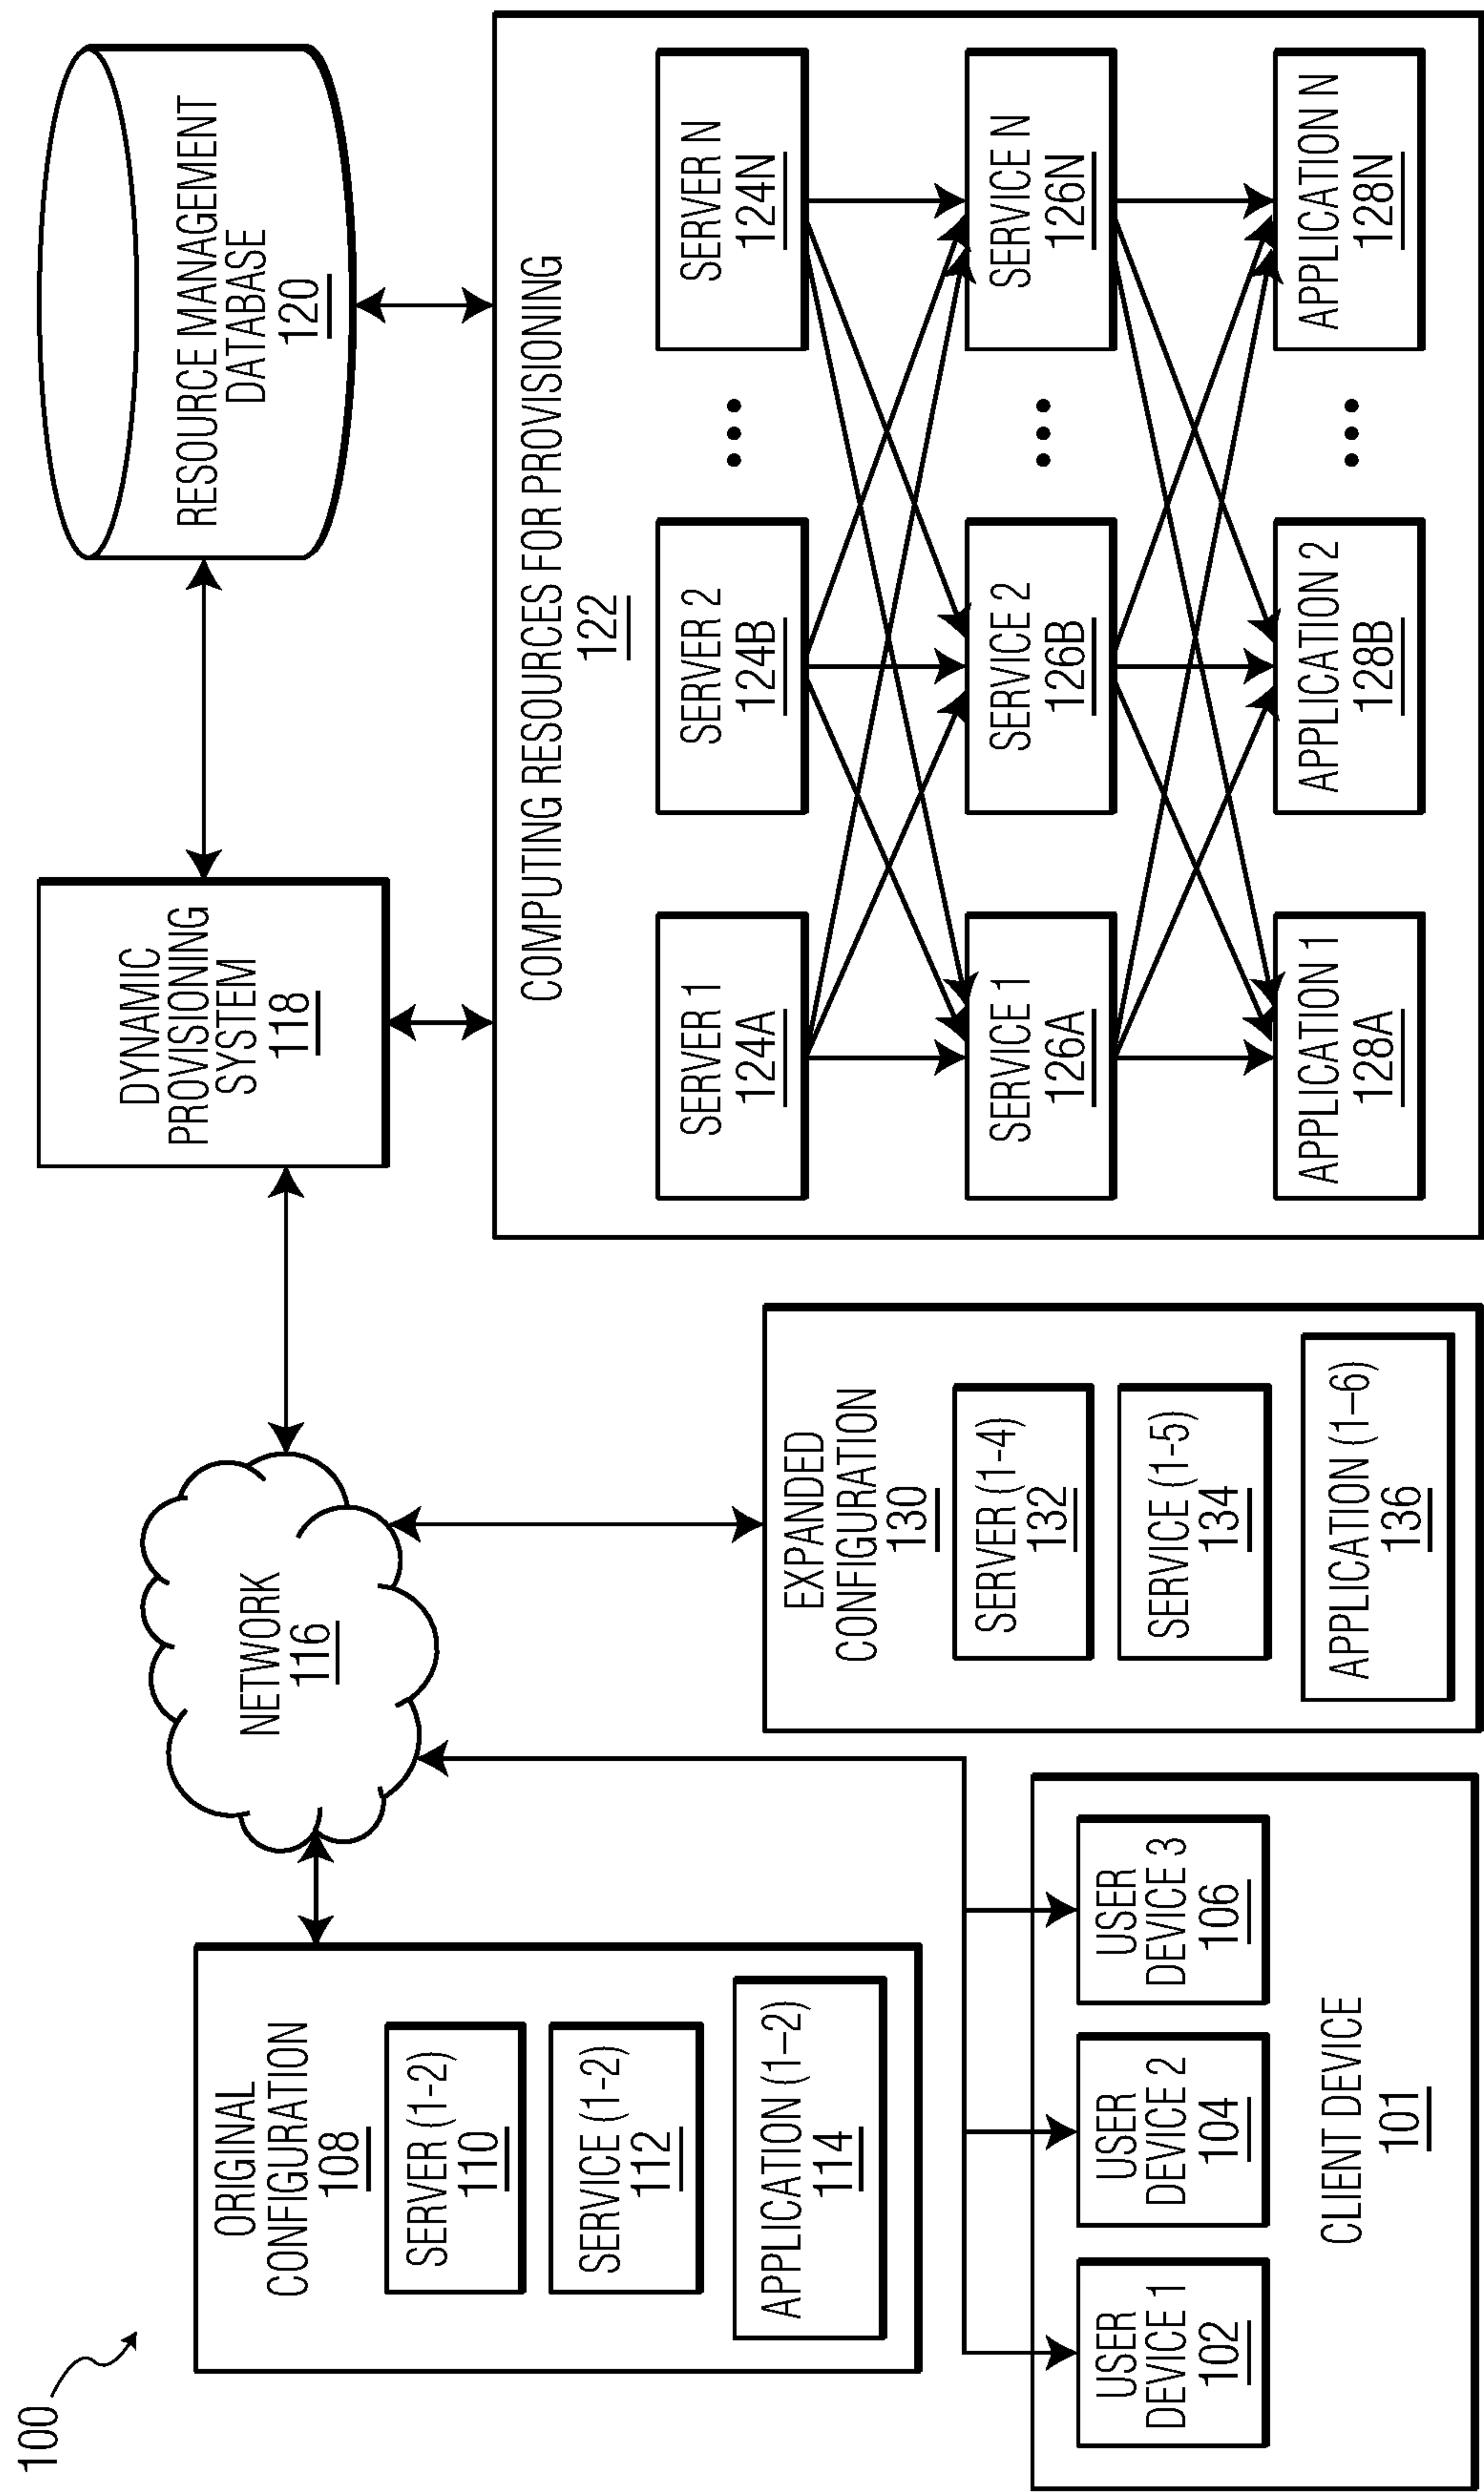 100
ORIGINAL
CONFIGURATION
108
SERVER (1-2)
110
SERVICE (1-2)
112
APPLICATION (1–2)
114
NETWORK
116
DYNAMIC
PROVISIONING
SYSTEM
118
RESOURCE MANAGEMENT
DATABASE
120
USER
DEVICE 1
102
USER
DEVICE 2
104
USER
DEVICE 3
106
CLIENT DEVICE
101
EXPANDED
CONFIGURATION
130
SERVER (1-4)
132
SERVICE (1-5)
134
APPLICATION (1–6)
136
COMPUTING RESOURCES FOR PROVISIONING
122
SERVER 1
124A
SERVER 2
124B
SERVER N
124N
SERVICE 1
126A
SERVICE 2
126B
SERVICE N
126N
APPLICATION 1
128A
APPLICATION 2
128B
APPLICATION N
128N